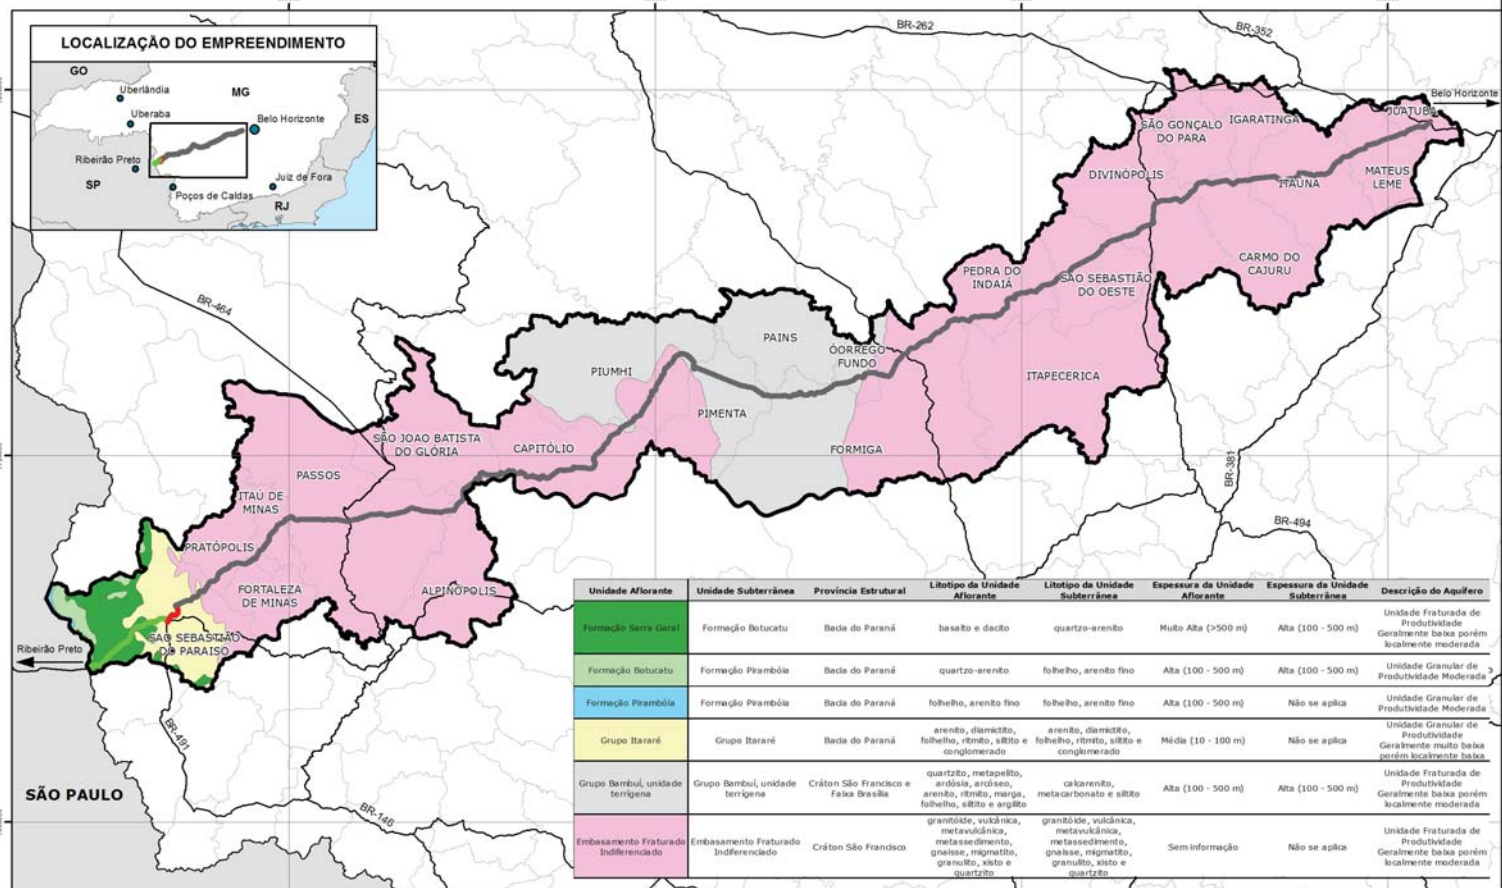 LOCALIZAÇÃO DO EMPREENDIMENTO
GO
Uberlândia
MG
Uberaba
Belo Horizonte
ES
Ribeirão Preto
SP
Juiz de Fora
Poços de Caldas
RJ
BR-262
BR-352
Belo Horizonte
JUATUBA
IGARATINGA
SÃO GONÇALO
DO PARA
DIVINÓPOLIS
ITAÚNA
MATEUS
LEME
CARMO DO
CAJURU
PEDRA DO
INDAIÁ
SÃO SEBASTIÃO
DO OESTE
BR-464
PAINS
ÓORREGO
FUNDO
PIUMHI
ITAPECERICA
PIMENTA
SÃO JOAO BATISTA
DO GLÓRIA
CAPITÓLIO
FORMIGA
PASSOS
BR-381
ITAÚ DE
MINAS
BR-494
PRATÓPOLIS
FORTALEZA
DE MINAS
ALPINÓPOLIS
SAO SEBASTIÃO
DO PARAISO
Ribeirão Preto
BR-491
SÃO PAULO
BR-146
Unidade Aflorante
Unidade Subterrânea
Província Estrutural
Litotipo da Unidade
Aflorante
Litotipo da Unidade
Subterrânea
Espessura da Unidade
Aflorante
Espessura da Unidade
Subterrânea
Descrição do Aquífero
Formação Serra Geral
Formação Botucatu
Bacia do Paraná
basalto e dacito
quartzo-arenito
Muito Alta (>500 m)
Alta (100 - 500 m)
Unidade Fraturada de
Produtividade
Geralmente baixa porém
localmente moderada
Formação Botucatu
Formação Pirambóia
Bacia do Paraná
quartzo-arenito
folhelho, arenito fino
Alta (100 - 500 m)
Alta (100 - 500 m)
Unidade Granular de
Produtividade Moderada
Formação Pirambóia
Formação Pirambóia
Bacia do Paraná
folhelho, arenito fino
folhelho, arenito fino
Alta (100 - 500 m)
Não se aplica
Unidade Granular de
Produtividade Moderada
Grupo Itararé
Grupo Itararé
Bacia do Paraná
arenito, diamictito,
folhelho, ritmito, siltito e
conglomerado
arenito, diamictito,
folhelho, ritmito, siltito e
conglomerado
Média (10 - 100 m)
Não se aplica
Unidade Granular de
Produtividade
Geralmente muito baixa
porém localmente baixa
Grupo Bambuí, unidade
terrígena
Grupo Bambuí, unidade
terrígena
Cráton São Francisco e
Faixa Brasília
quartzito, metapelito,
ardósia, arcóseo,
arenito, ritmito, marga,
folhelho, siltito e argilito
calcarenito,
metacarbonato e siltito
Alta (100 - 500 m)
Alta (100 - 500 m)
Unidade Fraturada de
Produtividade
Geralmente baixa porém
localmente moderada
Embasamento Fraturado
Indiferenciado
Embasamento Fraturado
Indiferenciado
Cráton São Francisco
granitóide, vulcânica,
metavulcânica,
metassedimento,
gnaisse, migmatito,
granulito, xisto e
quartzito
granitóide, vulcânica,
metavulcânica,
metassedimento,
gnaisse, migmatito,
granulito, xisto e
quartzito
Sem informação
Não se aplica
Unidade Fraturada de
Produtividade
Geralmente baixa porém
localmente moderada